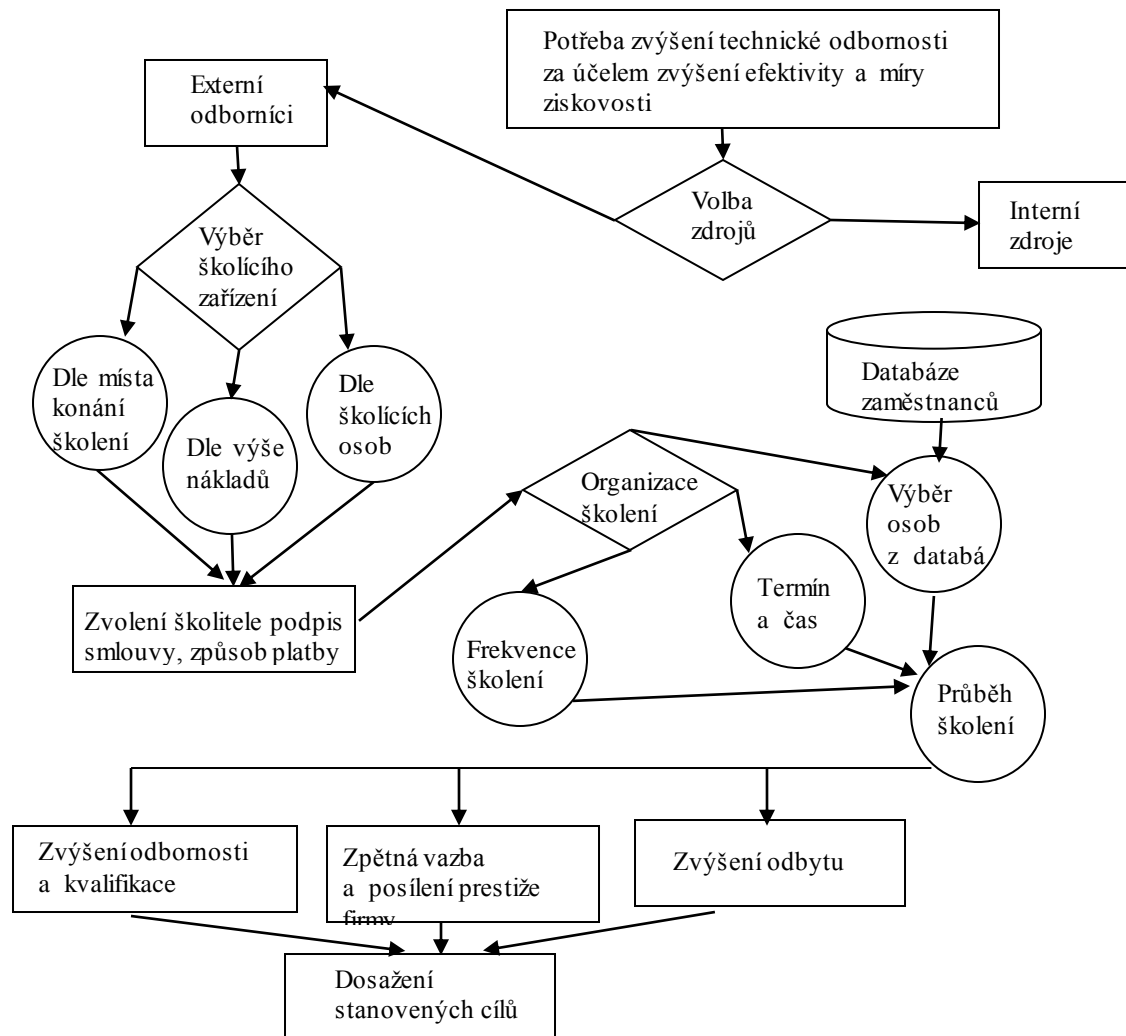 Potřeba zvýšení technické odbornosti
za účelem zvýšení efektivity a míry
ziskovosti
Externí
odborníci
Volba
zdrojů
Interní
zdroje
Výběr
školícího
zařízení
Dle místa
konání
školení
Dle výše
nákladů
Dle
školících
osob
Databáze
zaměstnanců
Organizace
školení
Výběr
osob
z databá
Zvolení školitele podpis
smlouvy, způsob platby
Termín
a čas
Frekvence
školení
Průběh
školení
Zvýšení odbornosti
a kvalifikace
Zpětná vazba
a posílení prestiže
firmy
Zvýšení odbytu
Dosažení
stanovených cílů